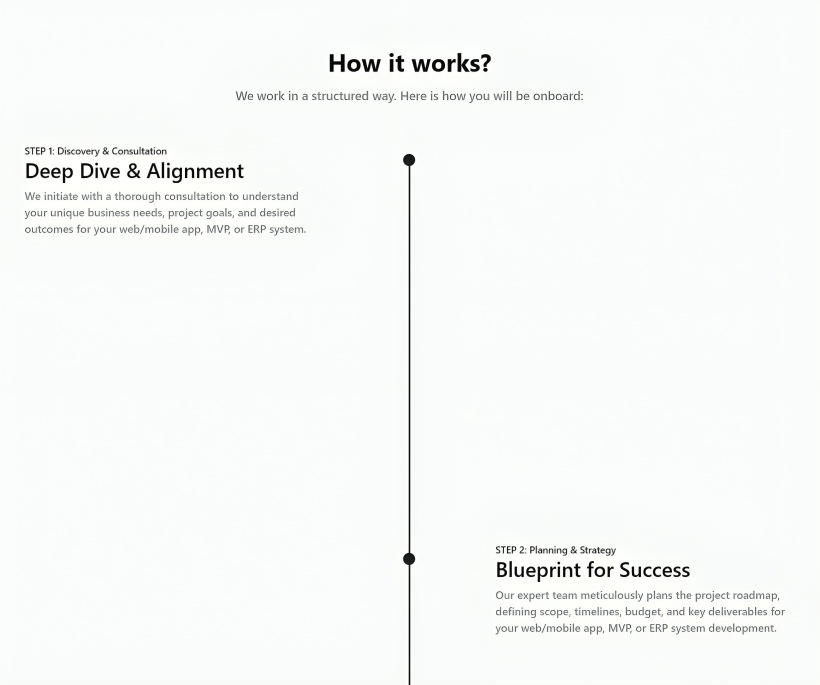 How it works?
We work in a structured way. Here is how you will be onboard:
STEP 1: Discovery & Consultation
Deep Dive & Alignment
We initiate with a thorough consultation to understand
your unique business needs, project goals, and desired
outcomes for your web/mobile app, MVP, or ERP system.
STEP 2: Planning & Strategy
Blueprint for Success
Our expert team meticulously plans the project roadmap,
defining scope, timelines, budget, and key deliverables for
your web/mobile app, MVP, or ERP system development.